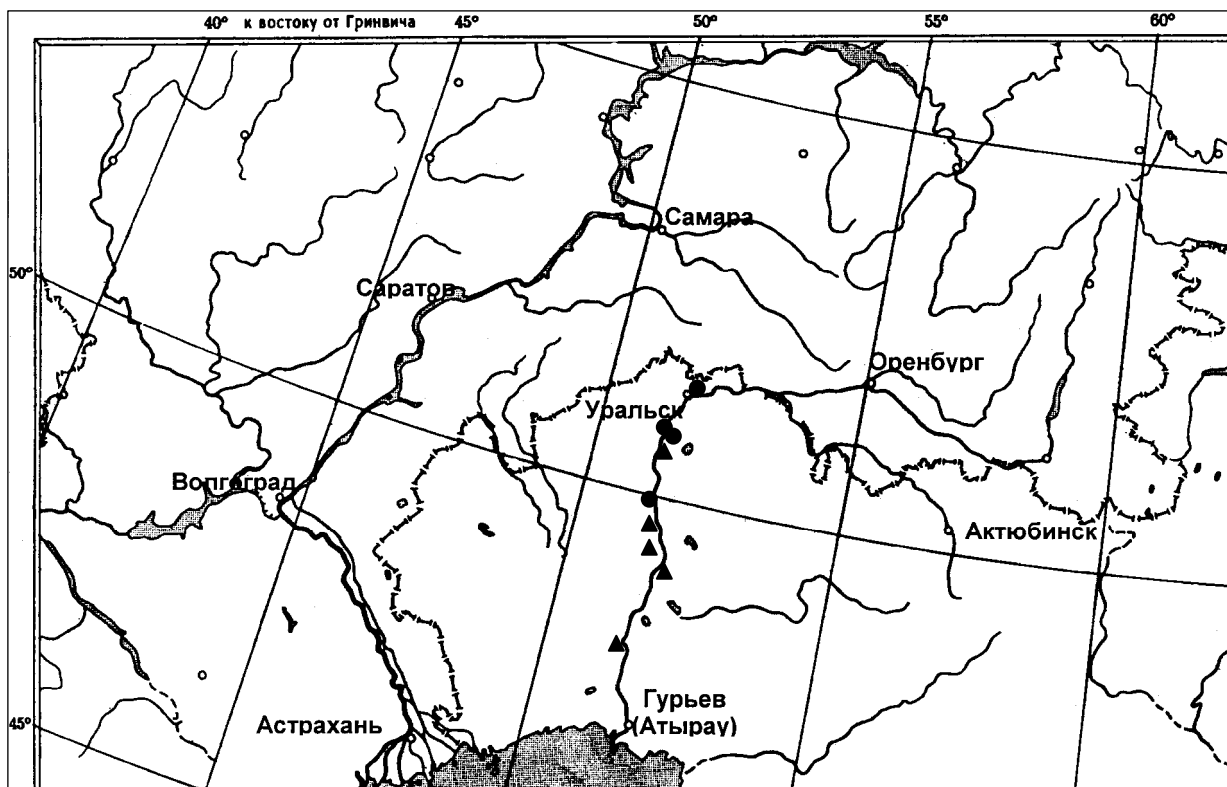 40° к востоку от Гринвича 45° 50° 55° 60°
Самара
50°
Саратов
Оренбург
Уральск
Волгоград
Актюбинск
Гурьев
Астрахань (Атырау)
45°